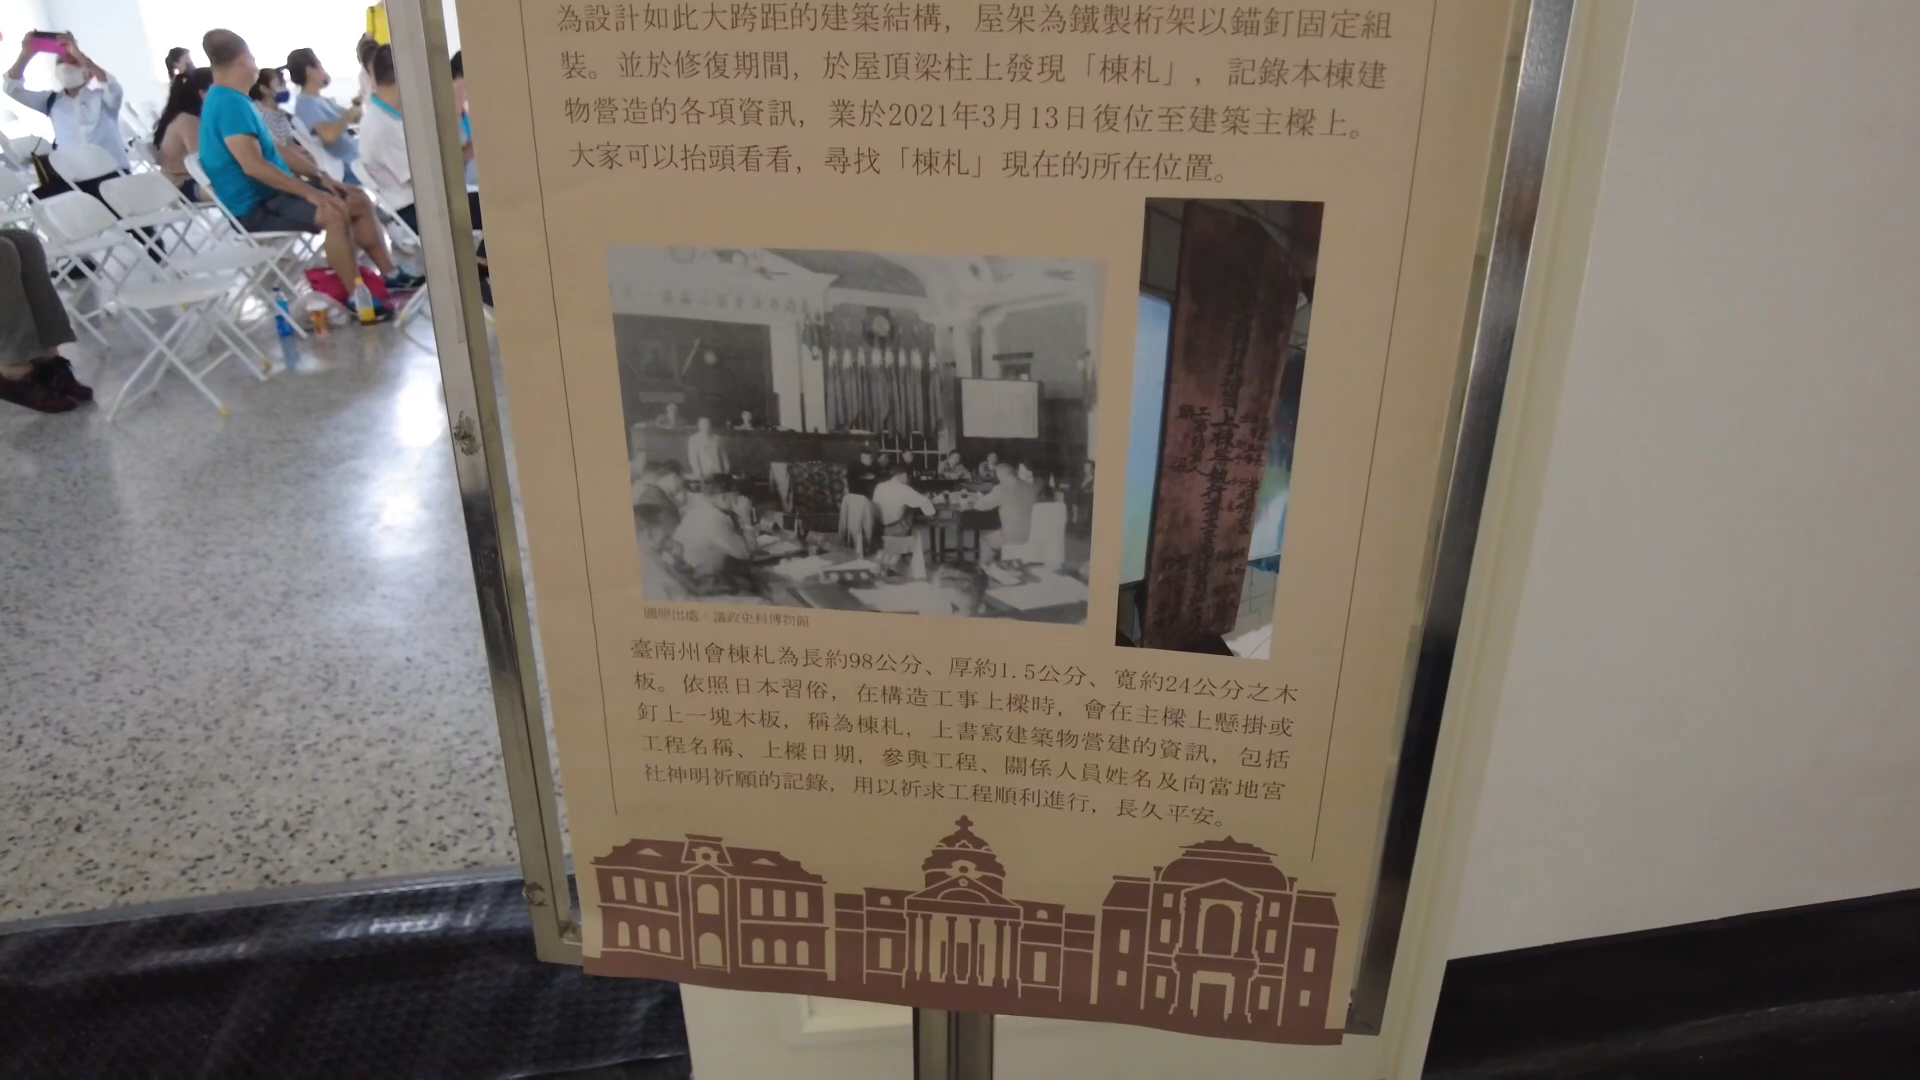 為設計如此大跨距的建築結構，屋架為鐵製桁架以錨釘固定組
裝。並於修復期間，於屋頂梁柱上發現「棟札」，記錄本棟建
物營造的各項資訊，業於2021年3月13日復位至建築主樑上。
大家可以抬頭看看，尋找「棟札」現在的所在位置。
圖照出處：議政史料博物館
上棟
臺南州會棟札為長約98公分、厚約1.5公分、寬約24公分之木
板。依照日本習俗，在構造工事上樑時，會在主樑上懸掛或
釘上一塊木板，稱為棟札，上書寫建築物營建的資訊，包括
工程名稱、上樑日期，參與工程、關係人員姓名及向當地宮
社神明祈願的記錄，用以祈求工程順利進行，長久平安。